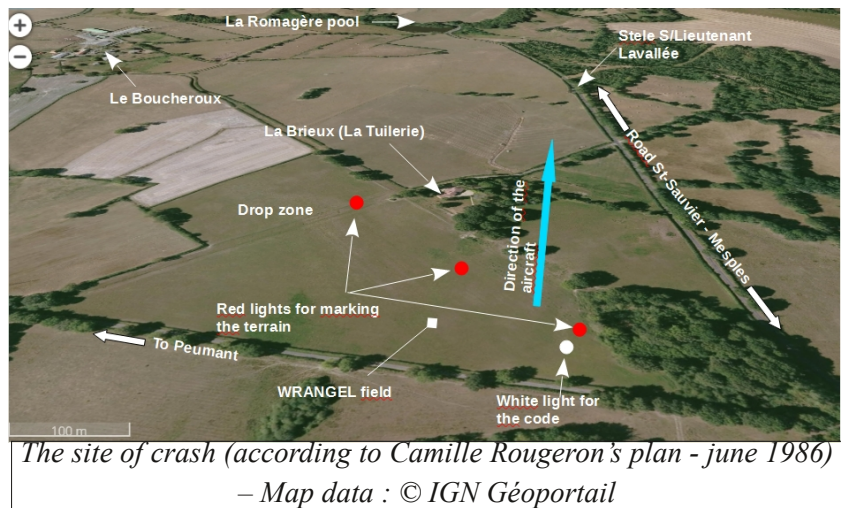 +
−
La Romagère pool
Stele S/Lieutenant
Lavallée
Le Boucheroux
La Brieux (La Tuilerie)
Road St-Sauvier - Mesples
Drop zone
Direction of the
aircraft
Red lights for marking
the terrain
To Peumant
WRANGEL field
White light for
the code
100 m
The site of crash (according to Camille Rougeron's plan - june 1986)
– Map data : © IGN Géoportail